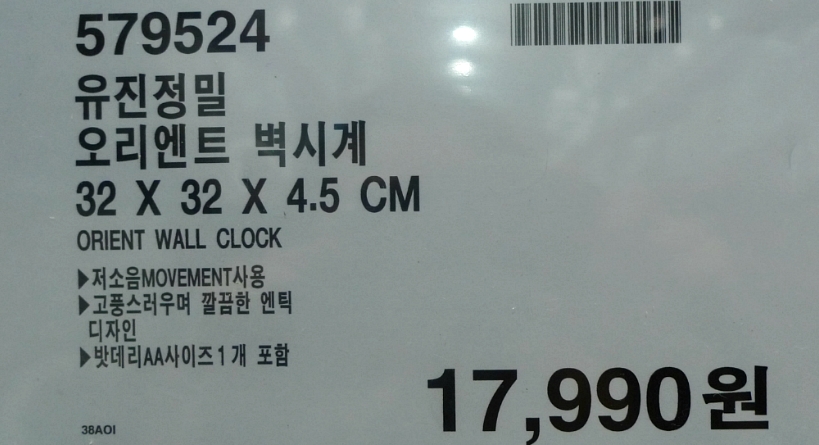 579524
유진정밀
오리엔트 벽시계
32 X 32 X 4.5 CM
ORIENT WALL CLOCK
▶저소음MOVEMENT사용
▶고풍스러우며 깔끔한 엔틱
디자인
▶밧데리AA사이즈1개 포함
17,990원
38AOI